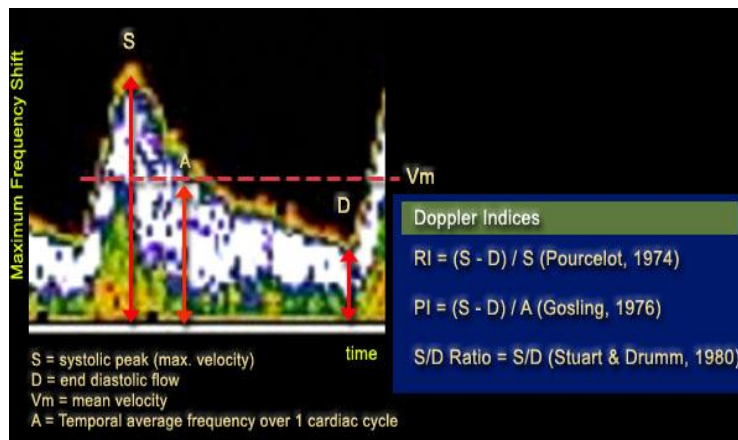 Maximum Frequency Shift
S
A
Vm
D
Doppler Indices
RI = (S - D) / S (Pourcelot, 1974)
PI = (S - D) / A (Gosling, 1976)
S/D Ratio = S/D (Stuart & Drumm, 1980)
time
S = systolic peak (max. velocity)
D = end diastolic flow
Vm = mean velocity
A = Temporal average frequency over 1 cardiac cycle